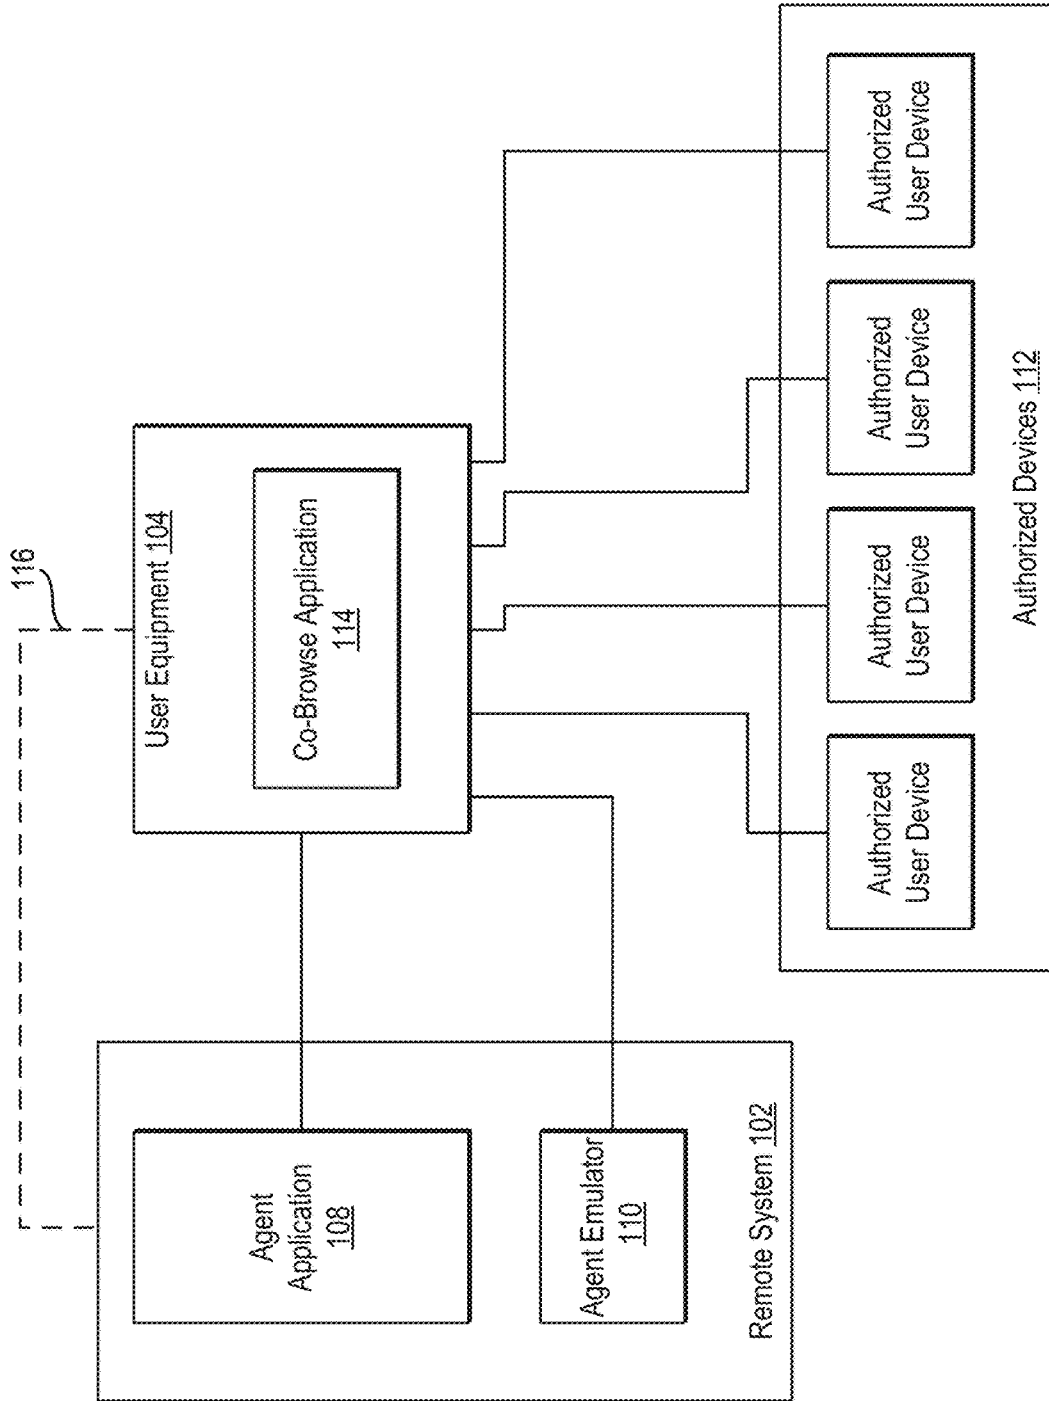 116
User Equipment 104
Co-Browse Application
114
Agent
Application
108
Agent Emulator
110
Remote System 102
Authorized
User Device
Authorized
User Device
Authorized
User Device
Authorized
User Device
Authorized Devices 112